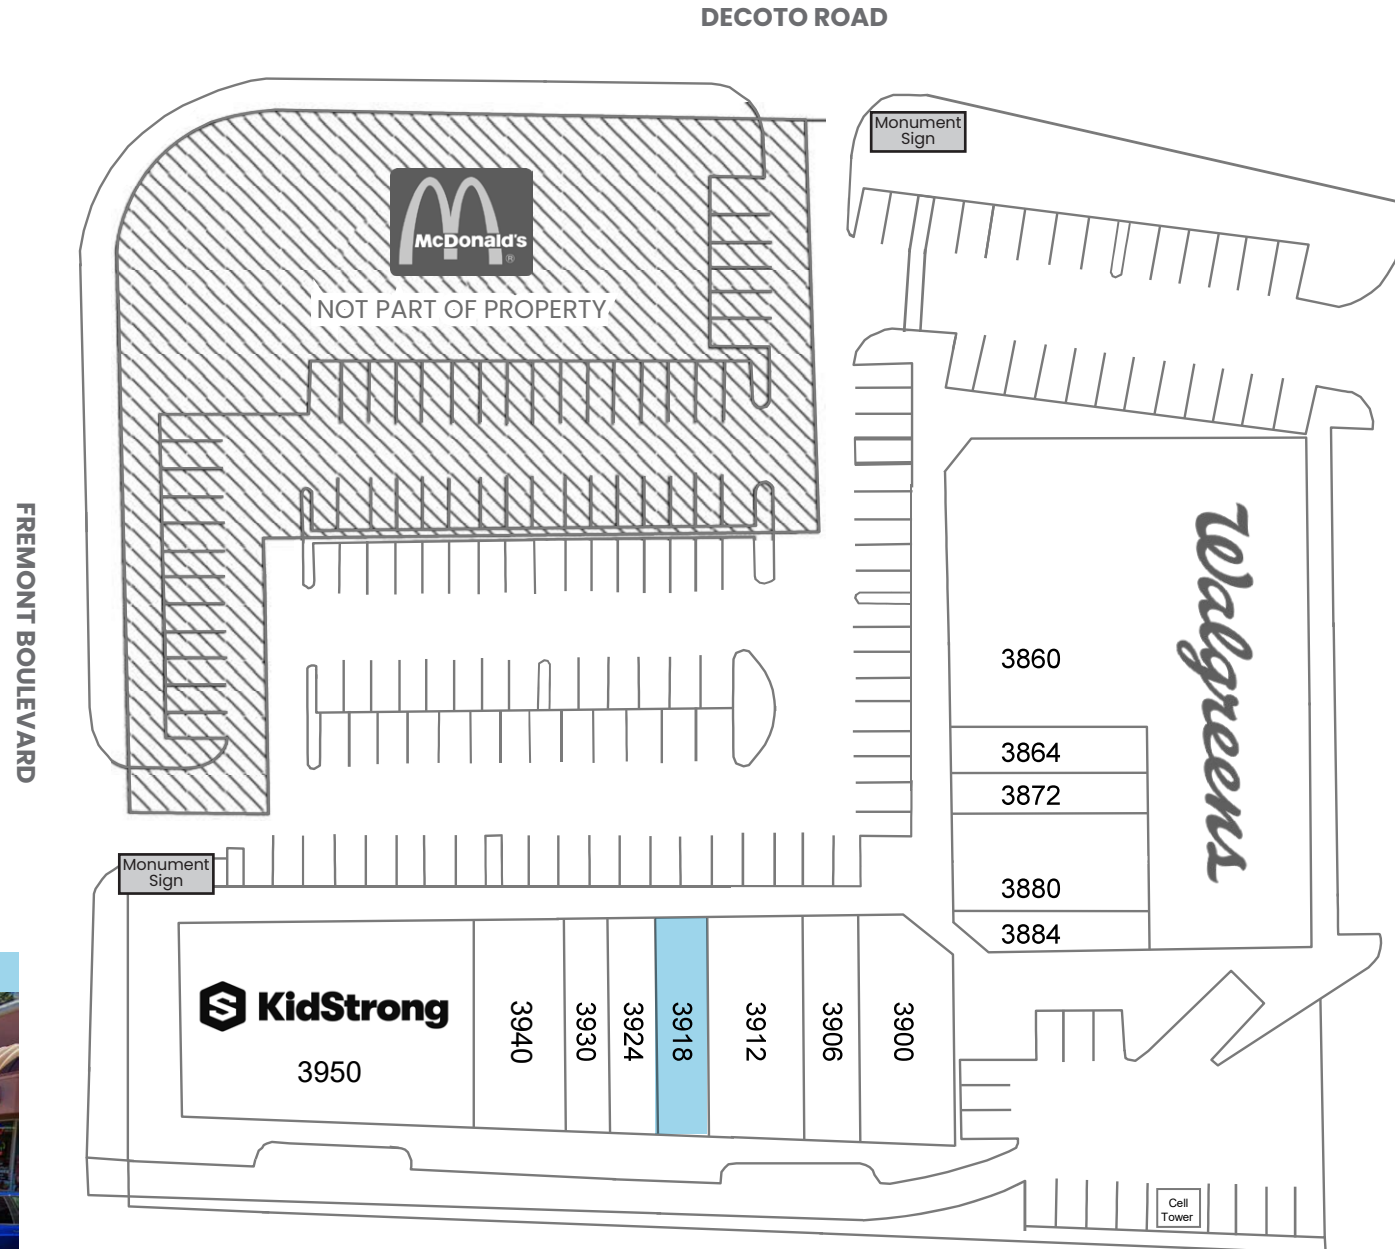 DECOTO ROAD
Monument
Sign
McDonald's
®
NOT PART OF PROPERTY
FREMONT BOULEVARD
Walgreens
3860
3864
3872
3880
3884
Monument
Sign
KidStrong
3950
3940
3930
3924
3918
3912
3906
3900
Cell
Tower